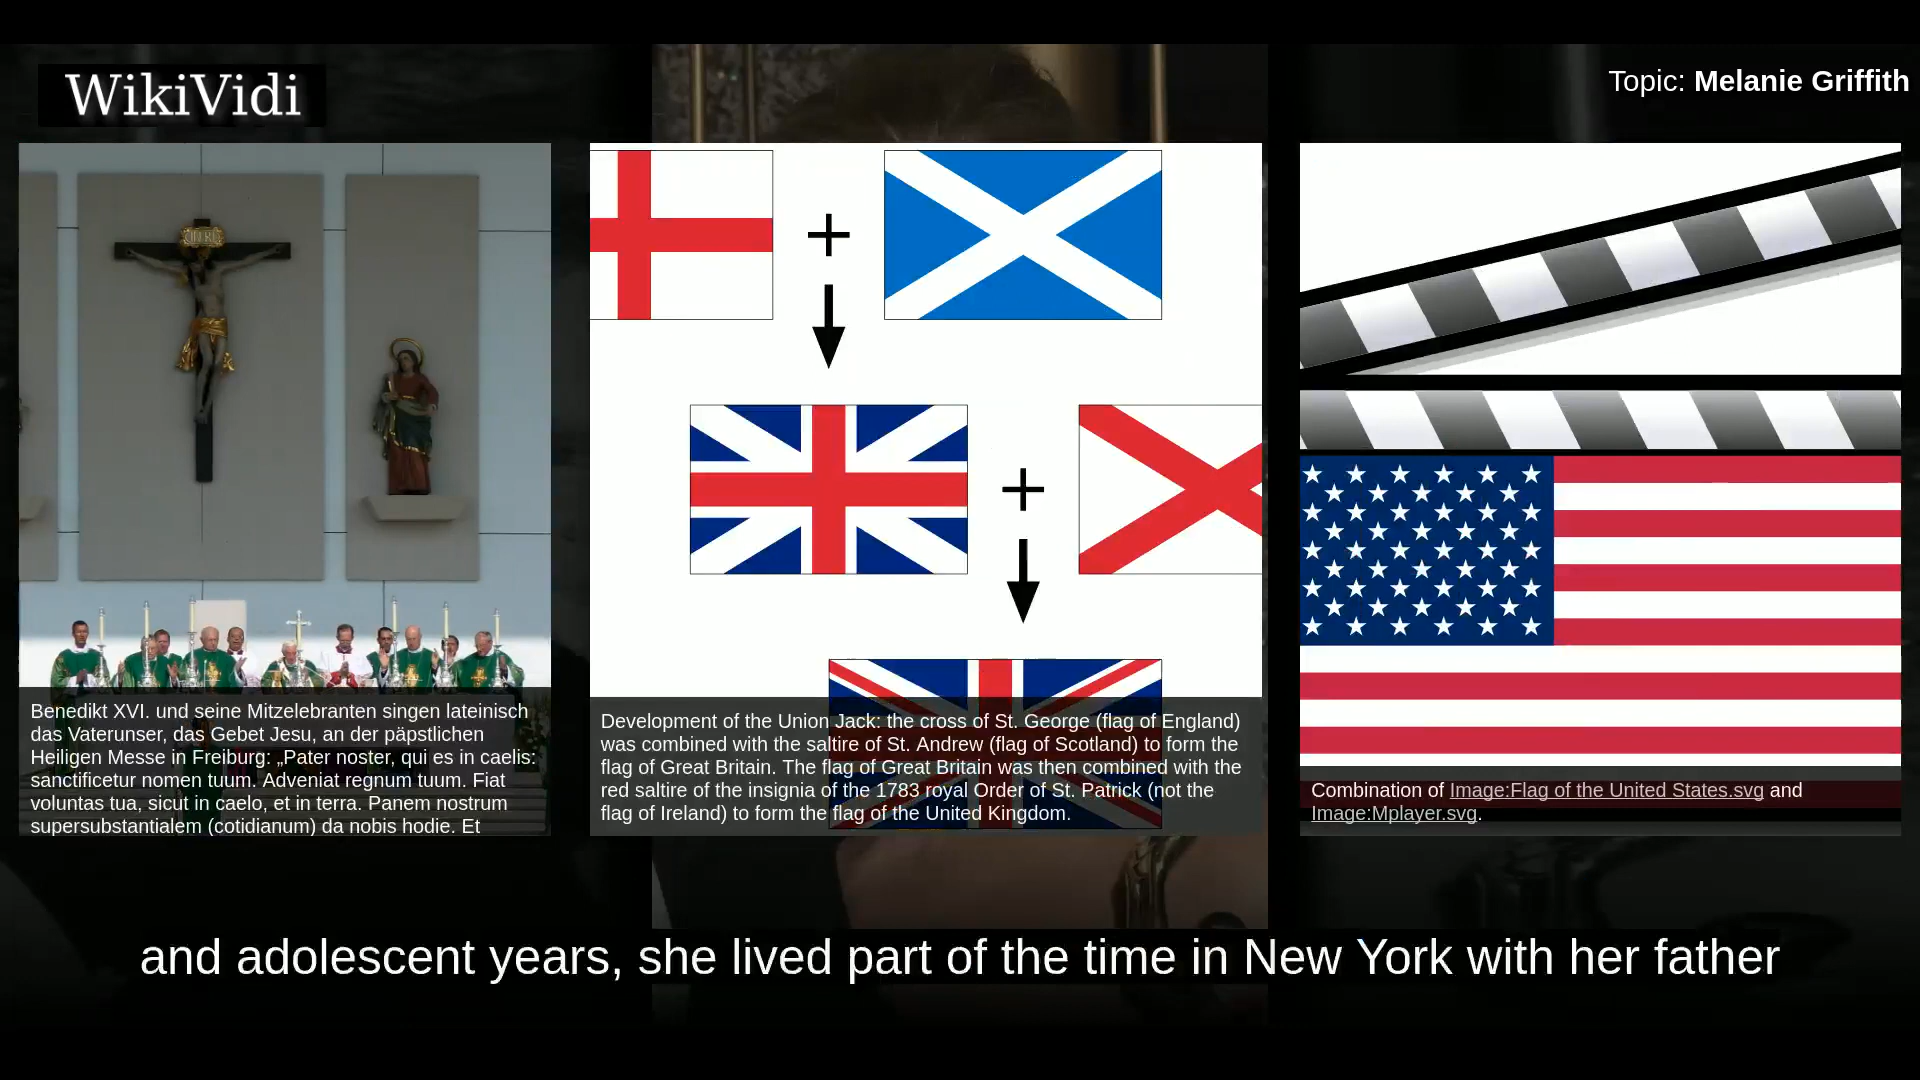 WikiVidi
Topic: Melanie Griffith
Benedikt XVI. und seine Mitzelebranten singen lateinisch
das Vaterunser, das Gebet Jesu, an der päpstlichen
Heiligen Messe in Freiburg: „Pater noster, qui es in caelis:
sanctificetur nomen tuum. Adveniat regnum tuum. Fiat
voluntas tua, sicut in caelo, et in terra. Panem nostrum
supersubstantialem (cotidianum) da nobis hodie. Et
Development of the Union Jack: the cross of St. George (flag of England)
was combined with the saltire of St. Andrew (flag of Scotland) to form the
flag of Great Britain. The flag of Great Britain was then combined with the
red saltire of the insignia of the 1783 royal Order of St. Patrick (not the
flag of Ireland) to form the flag of the United Kingdom.
Combination of Image:Flag of the United States.svg and
Image:Mplayer.svg.
and adolescent years, she lived part of the time in New York with her father